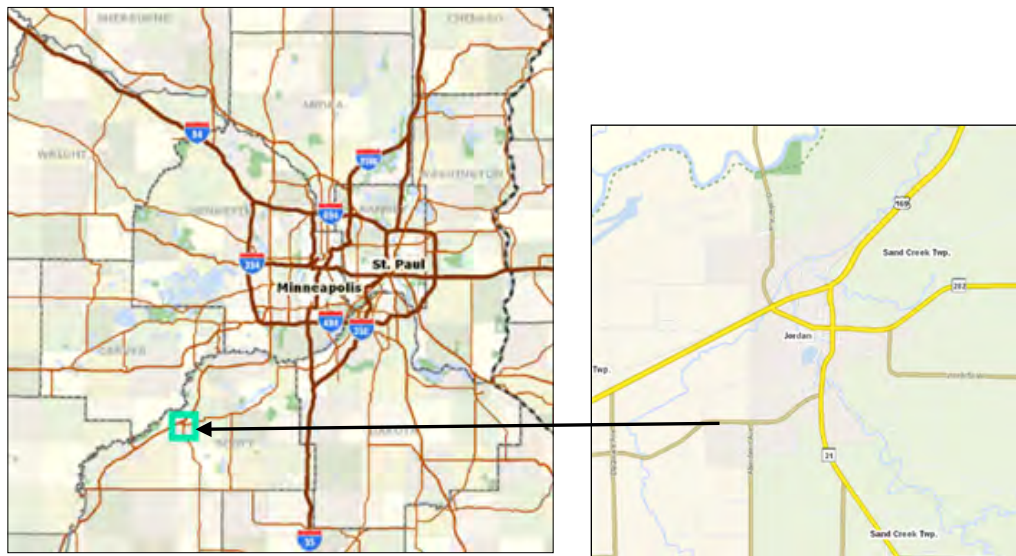 SHERBURNE
CHISAGO
ANOKA
94
35W
WRIGHT
WASHINGTON
HENNEPIN
694
RAMSEY
394
St. Paul
Minneapolis
494
35E
CARVER
SCOTT
DAKOTA
35
169
Sand Creek Twp.
282
Jordan
Twp.
21
Sand Creek Twp.